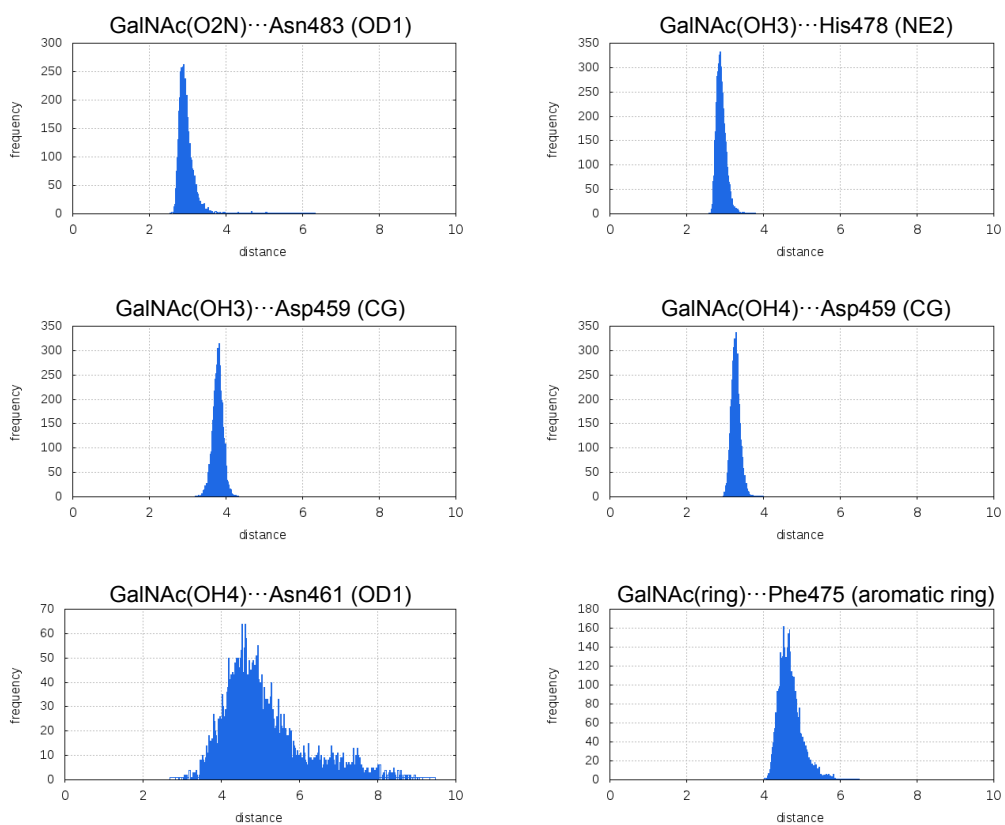 GalNAc(O2N)···Asn483 (OD1)
300
250
200
150
100
50
0
frequency
0 2 4 6 8 10
distance
GalNAc(OH3)···His478 (NE2)
350
300
250
200
150
100
50
0
frequency
0 2 4 6 8 10
distance
GalNAc(OH3)···Asp459 (CG)
350
300
250
200
150
100
50
0
frequency
0 2 4 6 8 10
distance
GalNAc(OH4)···Asp459 (CG)
350
300
250
200
150
100
50
0
frequency
0 2 4 6 8 10
distance
GalNAc(OH4)···Asn461 (OD1)
70
60
50
40
30
20
10
0
frequency
0 2 4 6 8 10
distance
GalNAc(ring)···Phe475 (aromatic ring)
180
160
140
120
100
80
60
40
20
0
frequency
0 2 4 6 8 10
distance